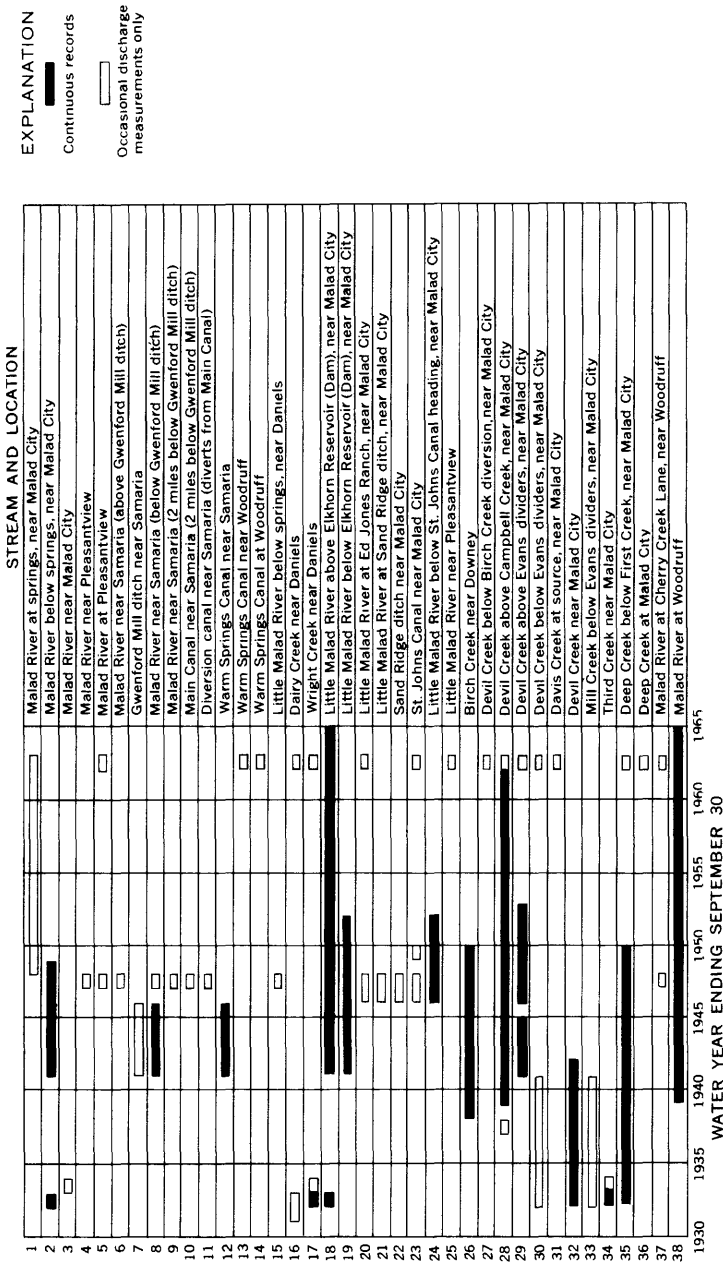 EXPLANATION
Continuous records
Occasional discharge
measurements only
STREAM AND LOCATION
1 Malad River at springs, near Malad City
2 Malad River below springs, near Malad City
3 Malad River near Malad City
4 Malad River near Pleasantview
5 Malad River at Pleasantview
6 Malad River near Samaria (above Gwenford Mill ditch)
7 Gwenford Mill ditch near Samaria
8 Malad River near Samaria (below Gwenford Mill ditch)
9 Malad River near Samaria (2 miles below Gwenford Mill ditch)
10 Main Canal near Samaria (2 miles below Gwenford Mill ditch)
11 Diversion canal near Samaria (diverts from Main Canal)
12 Warm Springs Canal near Samaria
13 Warm Springs Canal near Woodruff
14 Warm Springs Canal at Woodruff
15 Little Malad River below springs, near Daniels
16 Dairy Creek near Daniels
17 Wright Creek near Daniels
18 Little Malad River above Elkhorn Reservoir (Dam), near Malad City
19 Little Malad River below Elkhorn Reservoir (Dam), near Malad City
20 Little Malad River at Ed Jones Ranch, near Malad City
21 Little Malad River at Sand Ridge ditch, near Malad City
22 Sand Ridge ditch near Malad City
23 St. Johns Canal near Malad City
24 Little Malad River below St. Johns Canal heading, near Malad City
25 Little Malad River near Pleasantview
26 Birch Creek near Downey
27 Devil Creek below Birch Creek diversion, near Malad City
28 Devil Creek above Campbell Creek, near Malad City
29 Devil Creek above Evans dividers, near Malad City
30 Devil Creek below Evans dividers, near Malad City
31 Davis Creek at source, near Malad City
32 Devil Creek near Malad City
33 Mill Creek below Evans dividers, near Malad City
34 Third Creek near Malad City
35 Deep Creek below First Creek, near Malad City
36 Deep Creek at Malad City
37 Malad River at Cherry Creek Lane, near Woodruff
38 Malad River at Woodruff
1930 1935 1940 1945 1950 1955 1960 1965
WATER YEAR ENDING SEPTEMBER 30